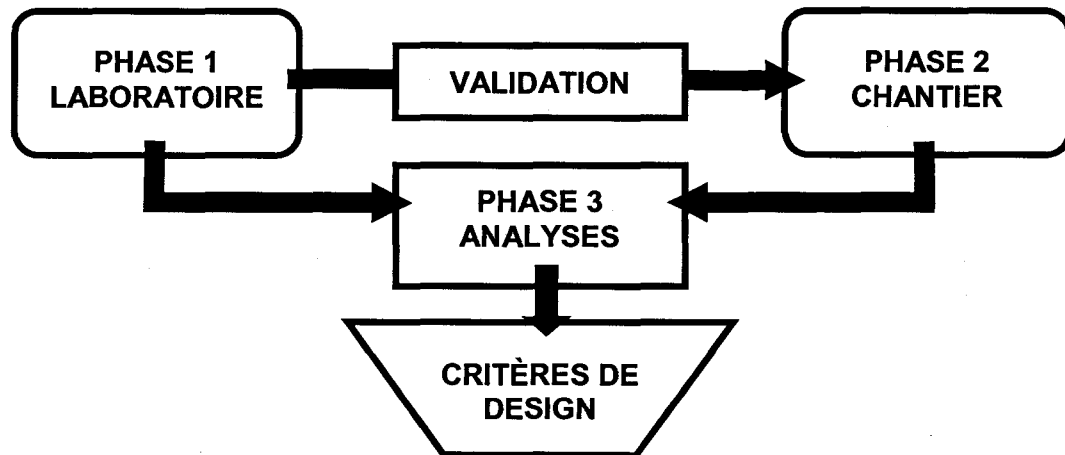 PHASE 1
LABORATOIRE
VALIDATION
PHASE 2
CHANTIER
PHASE 3
ANALYSES
CRITÈRES DE
DESIGN